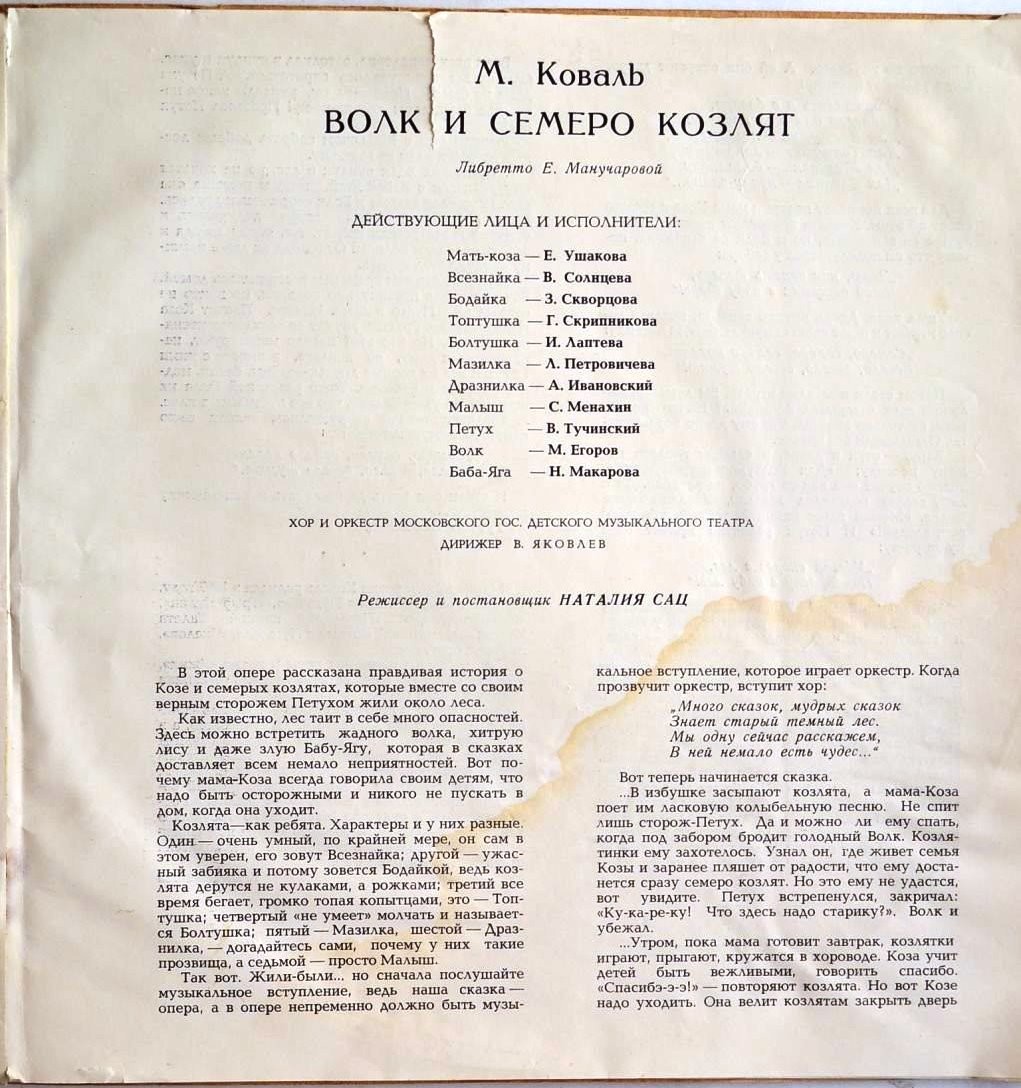 М. Коваль
ВОЛК И СЕМЕРО КОЗЛЯТ
Либретто Е. Манучаровой
ДЕЙСТВУЮЩИЕ ЛИЦА И ИСПОЛНИТЕЛИ:
Мать-коза — Е. Ушакова
Всезнайка — В. Солнцева
Бодайка — З. Скворцова
Топтушка — Г. Скрипникова
Болтушка — И. Лаптева
Мазилка — Л. Петровичева
Дразнилка — А. Ивановский
Малыш — С. Менахин
Петух — В. Тучинский
Волк — М. Егоров
Баба-Яга — Н. Макарова
ХОР И ОРКЕСТР МОСКОВСКОГО ГОС. ДЕТСКОГО МУЗЫКАЛЬНОГО ТЕАТРА
ДИРИЖЕР В. ЯКОВЛЕВ
Режиссер и постановщик НАТАЛИЯ САЦ
В этой опере рассказана правдивая история о
Козе и семерых козлятах, которые вместе со своим
верным сторожем Петухом жили около леса.
Как известно, лес таит в себе много опасностей.
Здесь можно встретить жадного волка, хитрую
лису и даже злую Бабу-Ягу, которая в сказках
доставляет всем немало неприятностей. Вот по-
чему мама-Коза всегда говорила своим детям, что
надо быть осторожными и никого не пускать в
дом, когда она уходит.
Козлята—как ребята. Характеры и у них разные.
Один — очень умный, по крайней мере, он сам в
этом уверен, его зовут Всезнайка; другой — ужас-
ный забияка и потому зовется Бодайкой, ведь коз-
лята дерутся не кулаками, а рожками; третий все
время бегает, громко топая копытцами, это — Топ-
тушка; четвертый «не умеет» молчать и называет-
ся Болтушка; пятый — Мазилка, шестой — Драз-
нилка, — догадайтесь сами, почему у них такие
прозвища, а седьмой — просто Малыш.
Так вот. Жили-были... но сначала послушайте
музыкальное вступление, ведь наша сказка —
опера, а в опере непременно должно быть музы-
кальное вступление, которое играет оркестр. Когда
прозвучит оркестр, вступит хор:
„Много сказок, мудрых сказок
Знает старый темный лес.
Мы одну сейчас расскажем,
В ней немало есть чудес...“
Вот теперь начинается сказка.
...В избушке засыпают козлята, а мама-Коза
поет им ласковую колыбельную песню. Не спит
лишь сторож-Петух. Да и можно ли ему спать,
когда под забором бродит голодный Волк. Козля-
тинки ему захотелось. Узнал он, где живет семья
Козы и заранее пляшет от радости, что ему доста-
нется сразу семеро козлят. Но это ему не удастся,
вот увидите. Петух встрепенулся, закричал:
«Ку-ка-ре-ку! Что здесь надо старику?». Волк и
убежал.
...Утром, пока мама готовит завтрак, козлятки
играют, прыгают, кружатся в хороводе. Коза учит
детей быть вежливыми, говорить спасибо.
«Спасибэ-э-э!» — повторяют козлята. Но вот Козе
надо уходить. Она велит козлятам закрыть дверь